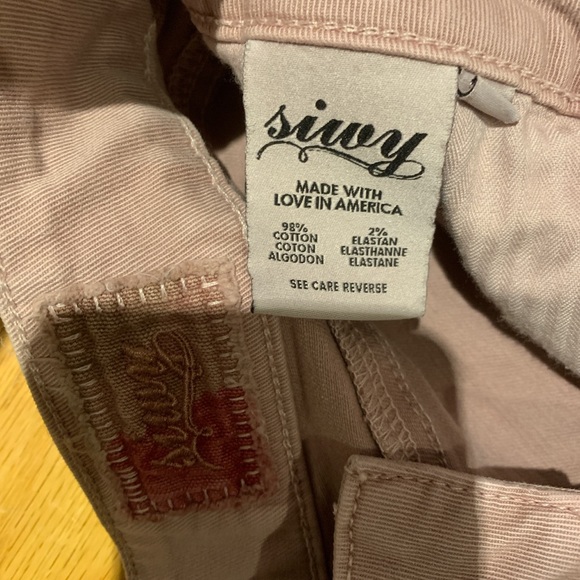 siwy
MADE WITH
LOVE IN AMERICA
98%
COTTON
COTON
ALGODON
2%
ELASTAN
ELASTHANNE
ELASTANE
SEE CARE REVERSE
siwy